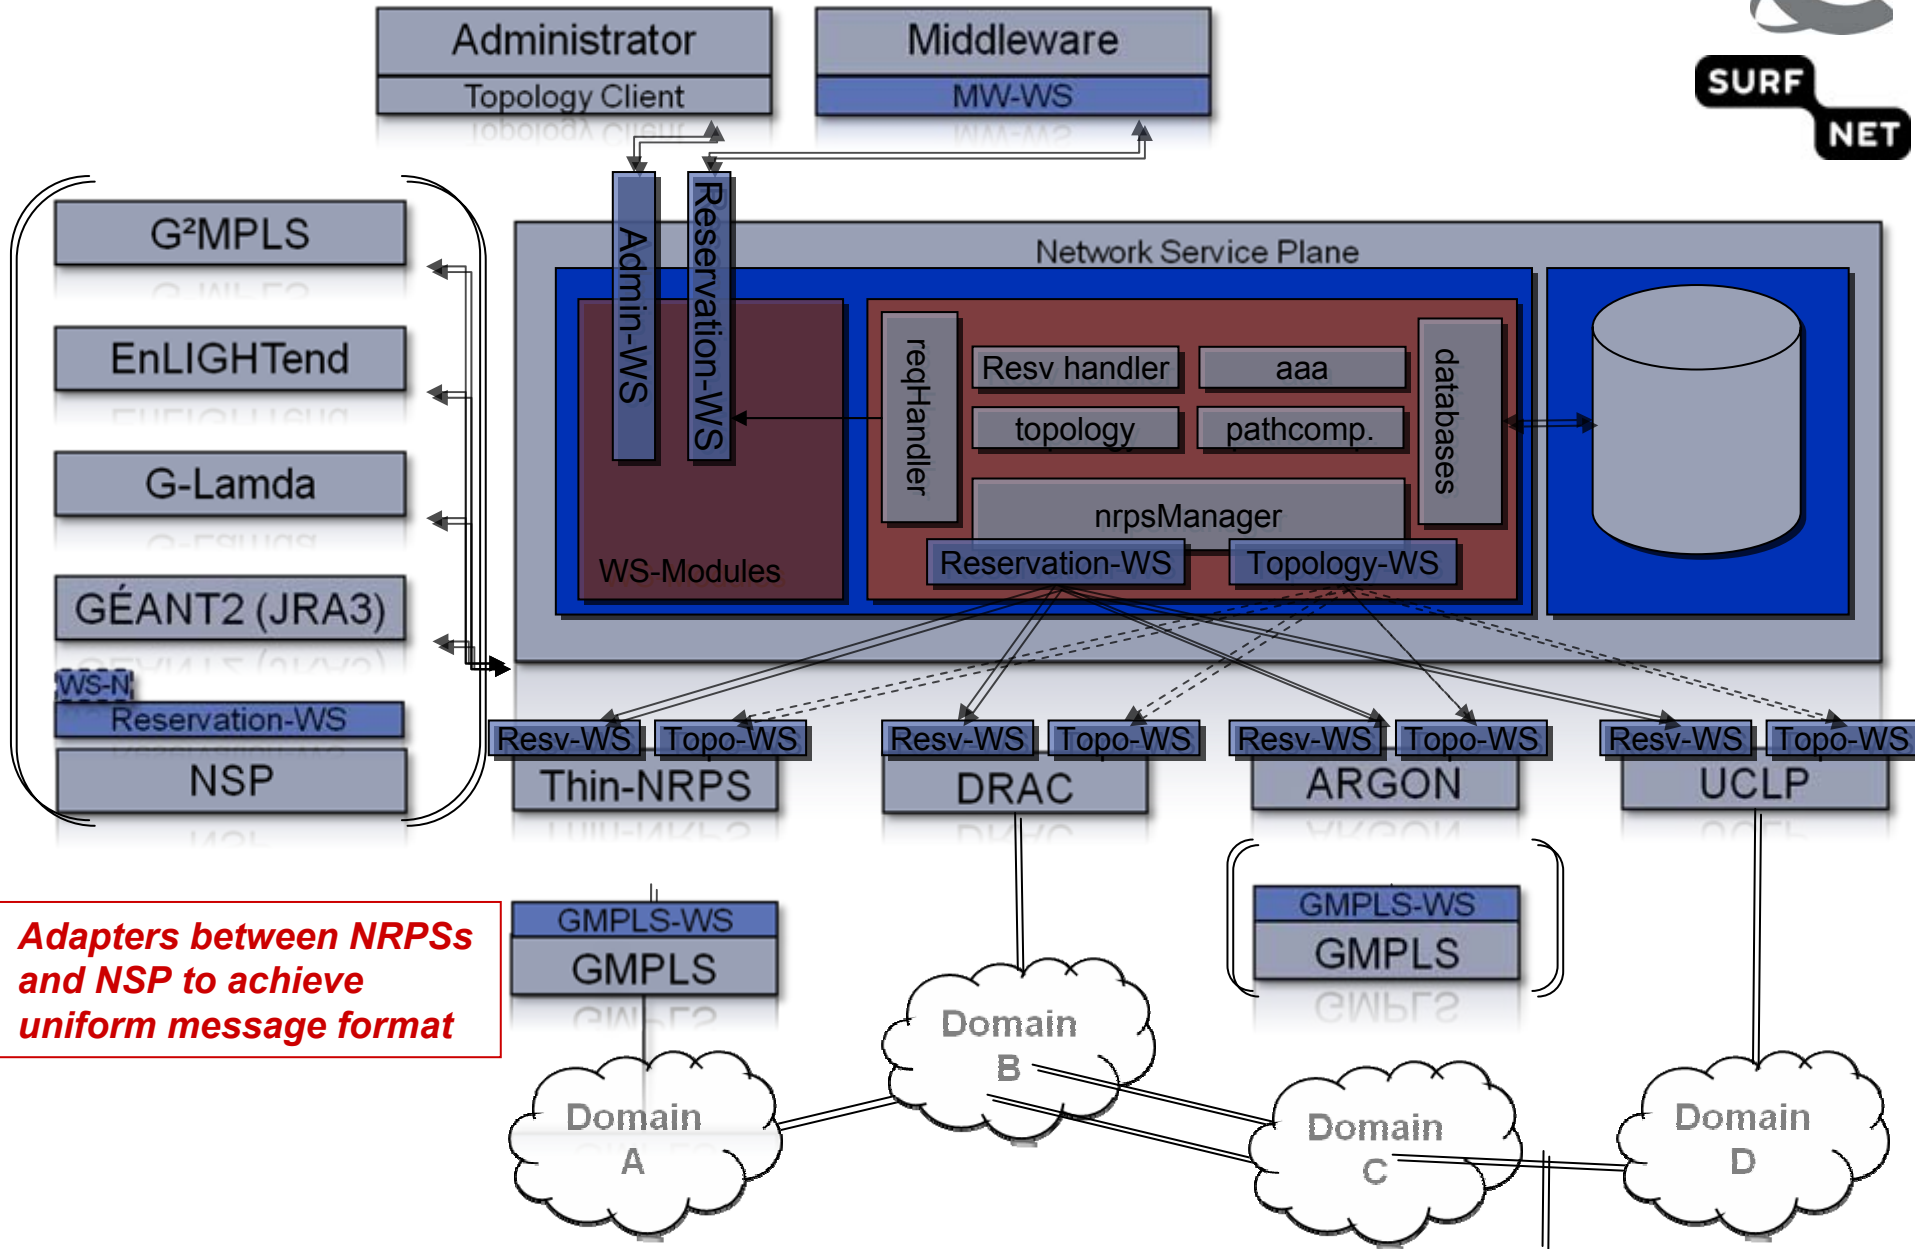 Administrator
Topology Client
Middleware
MW-WS
SURF
NET
G²MPLS
EnLIGHTend
G-Lamda
GÉANT2 (JRA3)
WS-N
Reservation-WS
NSP
Admin-WS
Reservation-WS
Network Service Plane
WS-Modules
reqHandler
Resv handler
aaa
topology
pathcomp.
databases
nrpsManager
Reservation-WS
Topology-WS
Resv-WS
Topo-WS
Resv-WS
Topo-WS
Resv-WS
Topo-WS
Resv-WS
Topo-WS
Thin-NRPS
DRAC
ARGON
UCLP
GMPLS-WS
GMPLS
GMPLS-WS
GMPLS
Adapters between NRPSs
and NSP to achieve
uniform message format
Domain
A
Domain
B
Domain
C
Domain
D